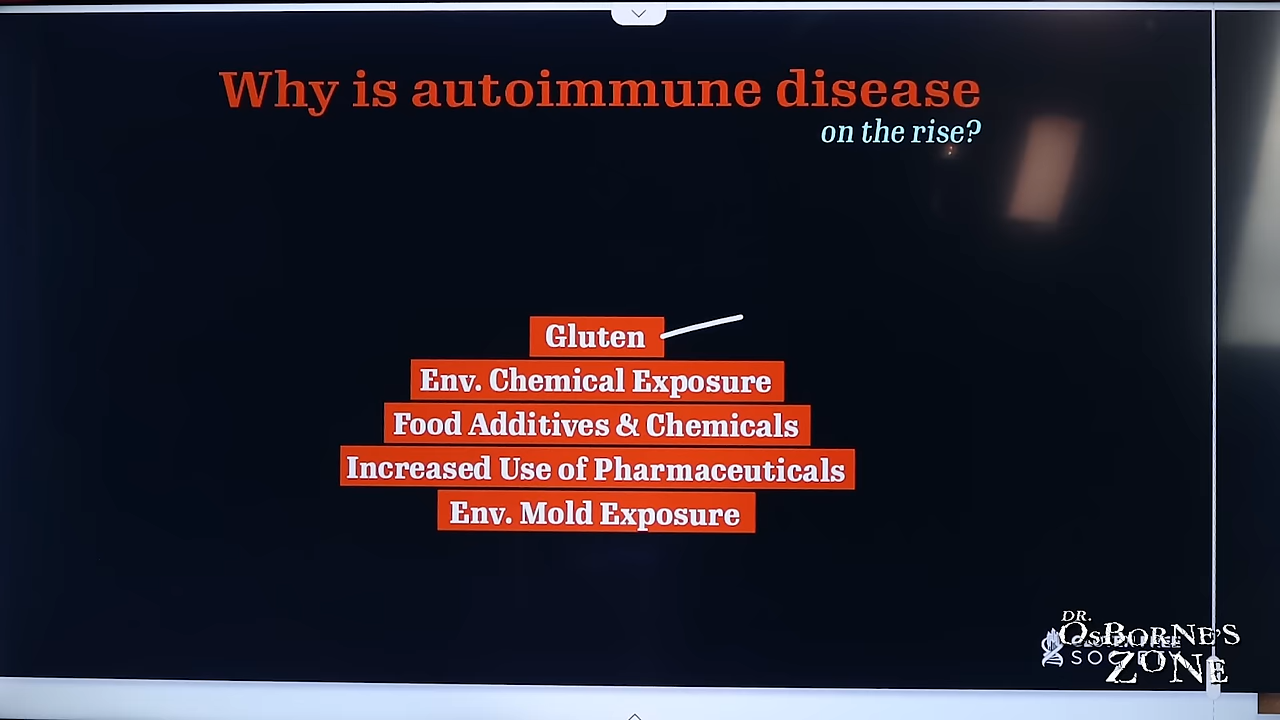 Why is autoimmune disease
on the rise?
Gluten
Env. Chemical Exposure
Food Additives & Chemicals
Increased Use of Pharmaceuticals
Env. Mold Exposure
DR.
OSBORNE'S
SOCIETY
ZONE